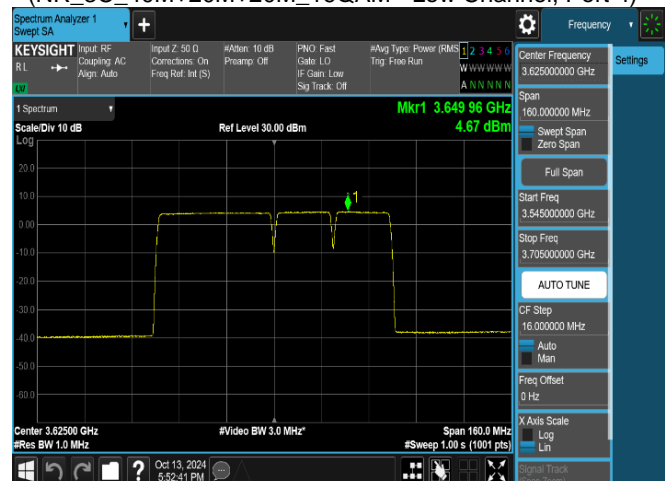 Spectrum Analyzer 1
Swept SA
Frequency
KEYSIGHT
RL
Input: RF
Coupling: AC
Align: Auto
Input Z: 50 Ω
Corrections: On
Freq Ref: Int (S)
#Atten: 10 dB
Preamp: Off
PNO: Fast
Gate: LO
IF Gain: Low
Sig Track: Off
#Avg Type: Power (RMS
Trig: Free Run
1 2 3 4 5 6
W W W W W W
A N N N N N
LXI
1 Spectrum
Scale/Div 10 dB
Log
Ref Level 30.00 dBm
Mkr1 3.649 96 GHz
4.67 dBm
20.0
10.0
0.00
-10.0
-20.0
-30.0
-40.0
-50.0
-60.0
1
Center 3.62500 GHz
#Res BW 1.0 MHz
#Video BW 3.0 MHz*
Span 160.0 MHz
#Sweep 1.00 s (1001 pts)
Oct 13, 2024
5:52:41 PM
Center Frequency
3.625000000 GHz
Settings
Span
160.000000 MHz
Swept Span
Zero Span
Full Span
Start Freq
3.545000000 GHz
Stop Freq
3.705000000 GHz
AUTO TUNE
CF Step
16.000000 MHz
Auto
Man
Freq Offset
0 Hz
X Axis Scale
Log
Lin
Signal Track